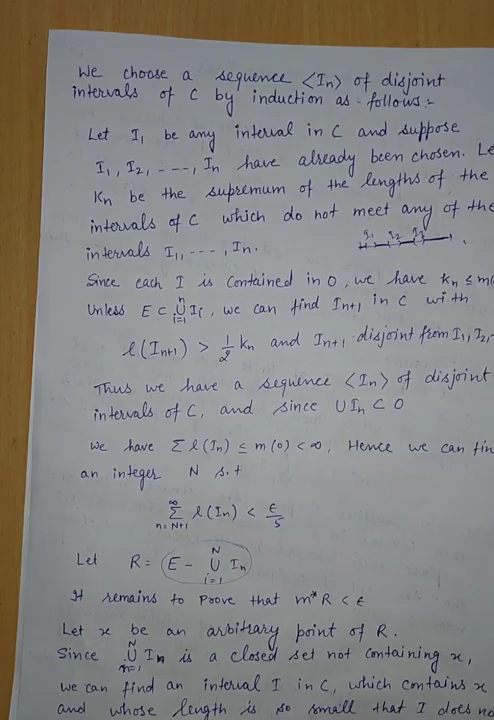 We choose a sequence <In> of disjoint
intervals of C by induction as follows:-
Let I1 be any interval in C and suppose
I1, I2, ---, In have already been chosen. Le
Kn be the supremum of the lengths of the
intervals of C which do not meet any of the
I1 I2 I3
intervals I1, ---, In.
Since each I is contained in O, we have kn ≤ m(
Unless E ⊂ n∪i=1 Ii, we can find In+1 in C with
l(In+1) > 1/2 kn and In+1 disjoint from I1, I2,
Thus we have a sequence <In> of disjoint
intervals of C, and since ∪In ⊂ O
we have Σ l(In) ≤ m(O) < ∞. Hence we can fin
an integer N s.t
∞Σn=N+1 l(In) < ε/5
Let R = (E - N∪i=1 In)
It remains to prove that m*R < ε
Let x be an arbitrary point of R.
Since N∪n=1 In is a closed set not containing x,
we can find an interval I in C, which contains x
and whose length is so small that I does no